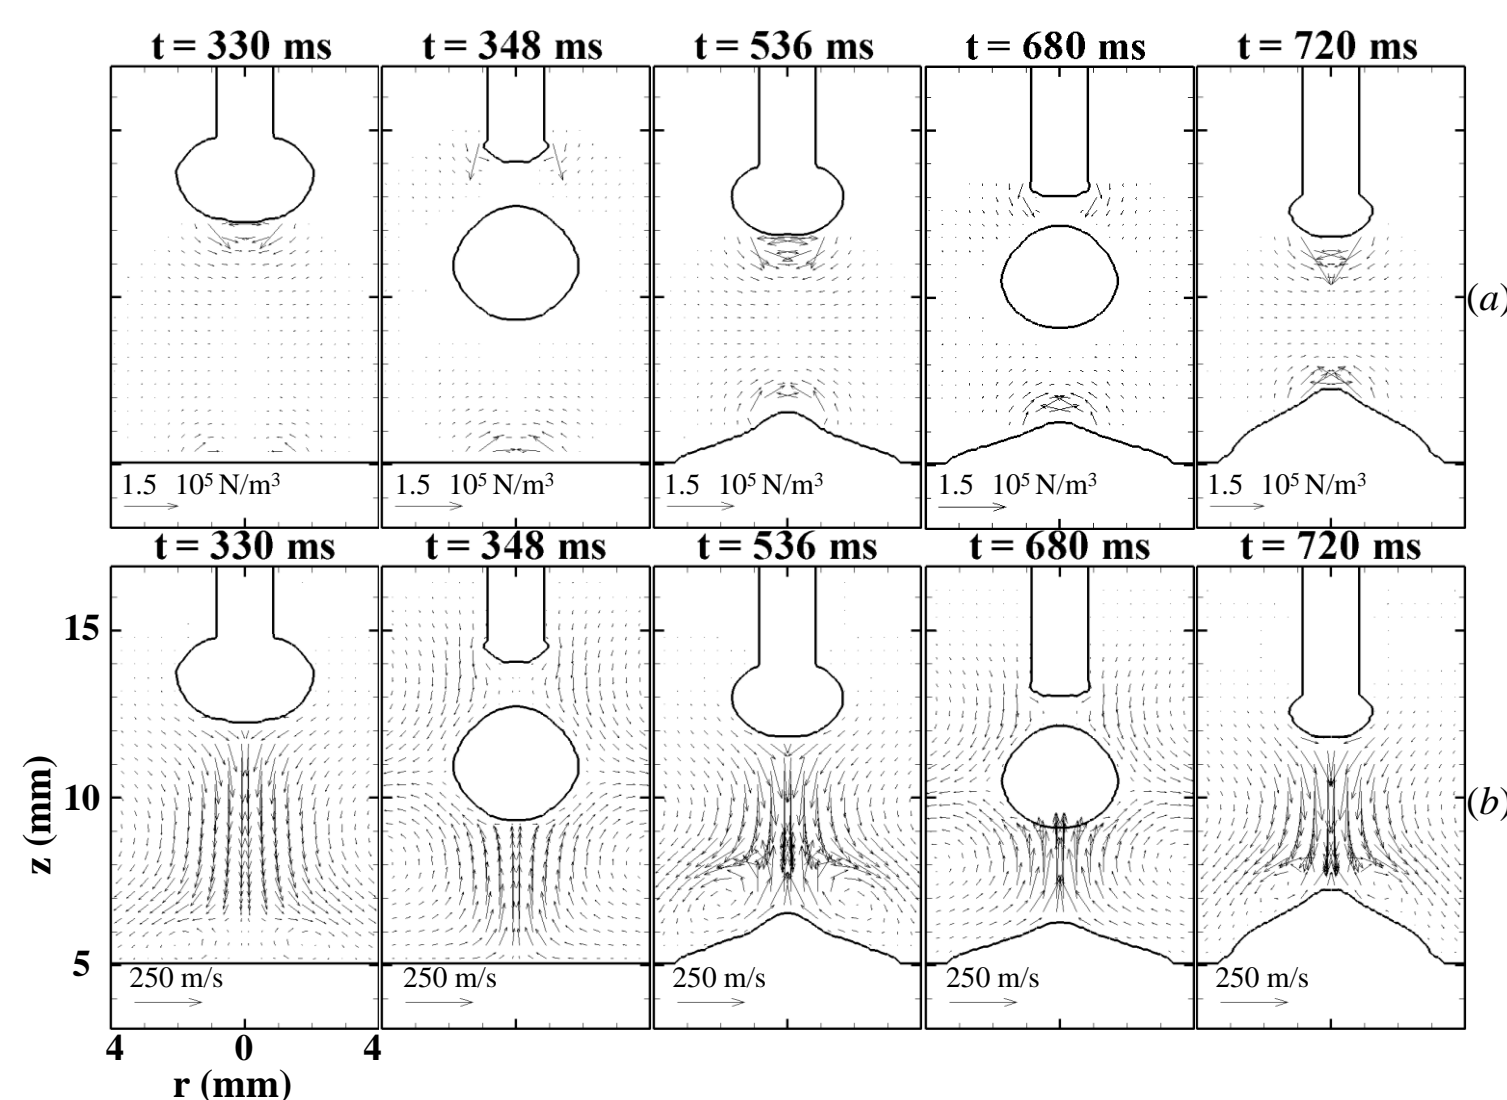 t = 330 ms t = 348 ms t = 536 ms t = 680 ms t = 720 ms
(a)
1.5 10⁵ N/m³ 1.5 10⁵ N/m³ 1.5 10⁵ N/m³ 1.5 10⁵ N/m³ 1.5 10⁵ N/m³
t = 330 ms t = 348 ms t = 536 ms t = 680 ms t = 720 ms
15
10
(b)
z (mm)
5
250 m/s 250 m/s 250 m/s 250 m/s 250 m/s
4 0 4
r (mm)